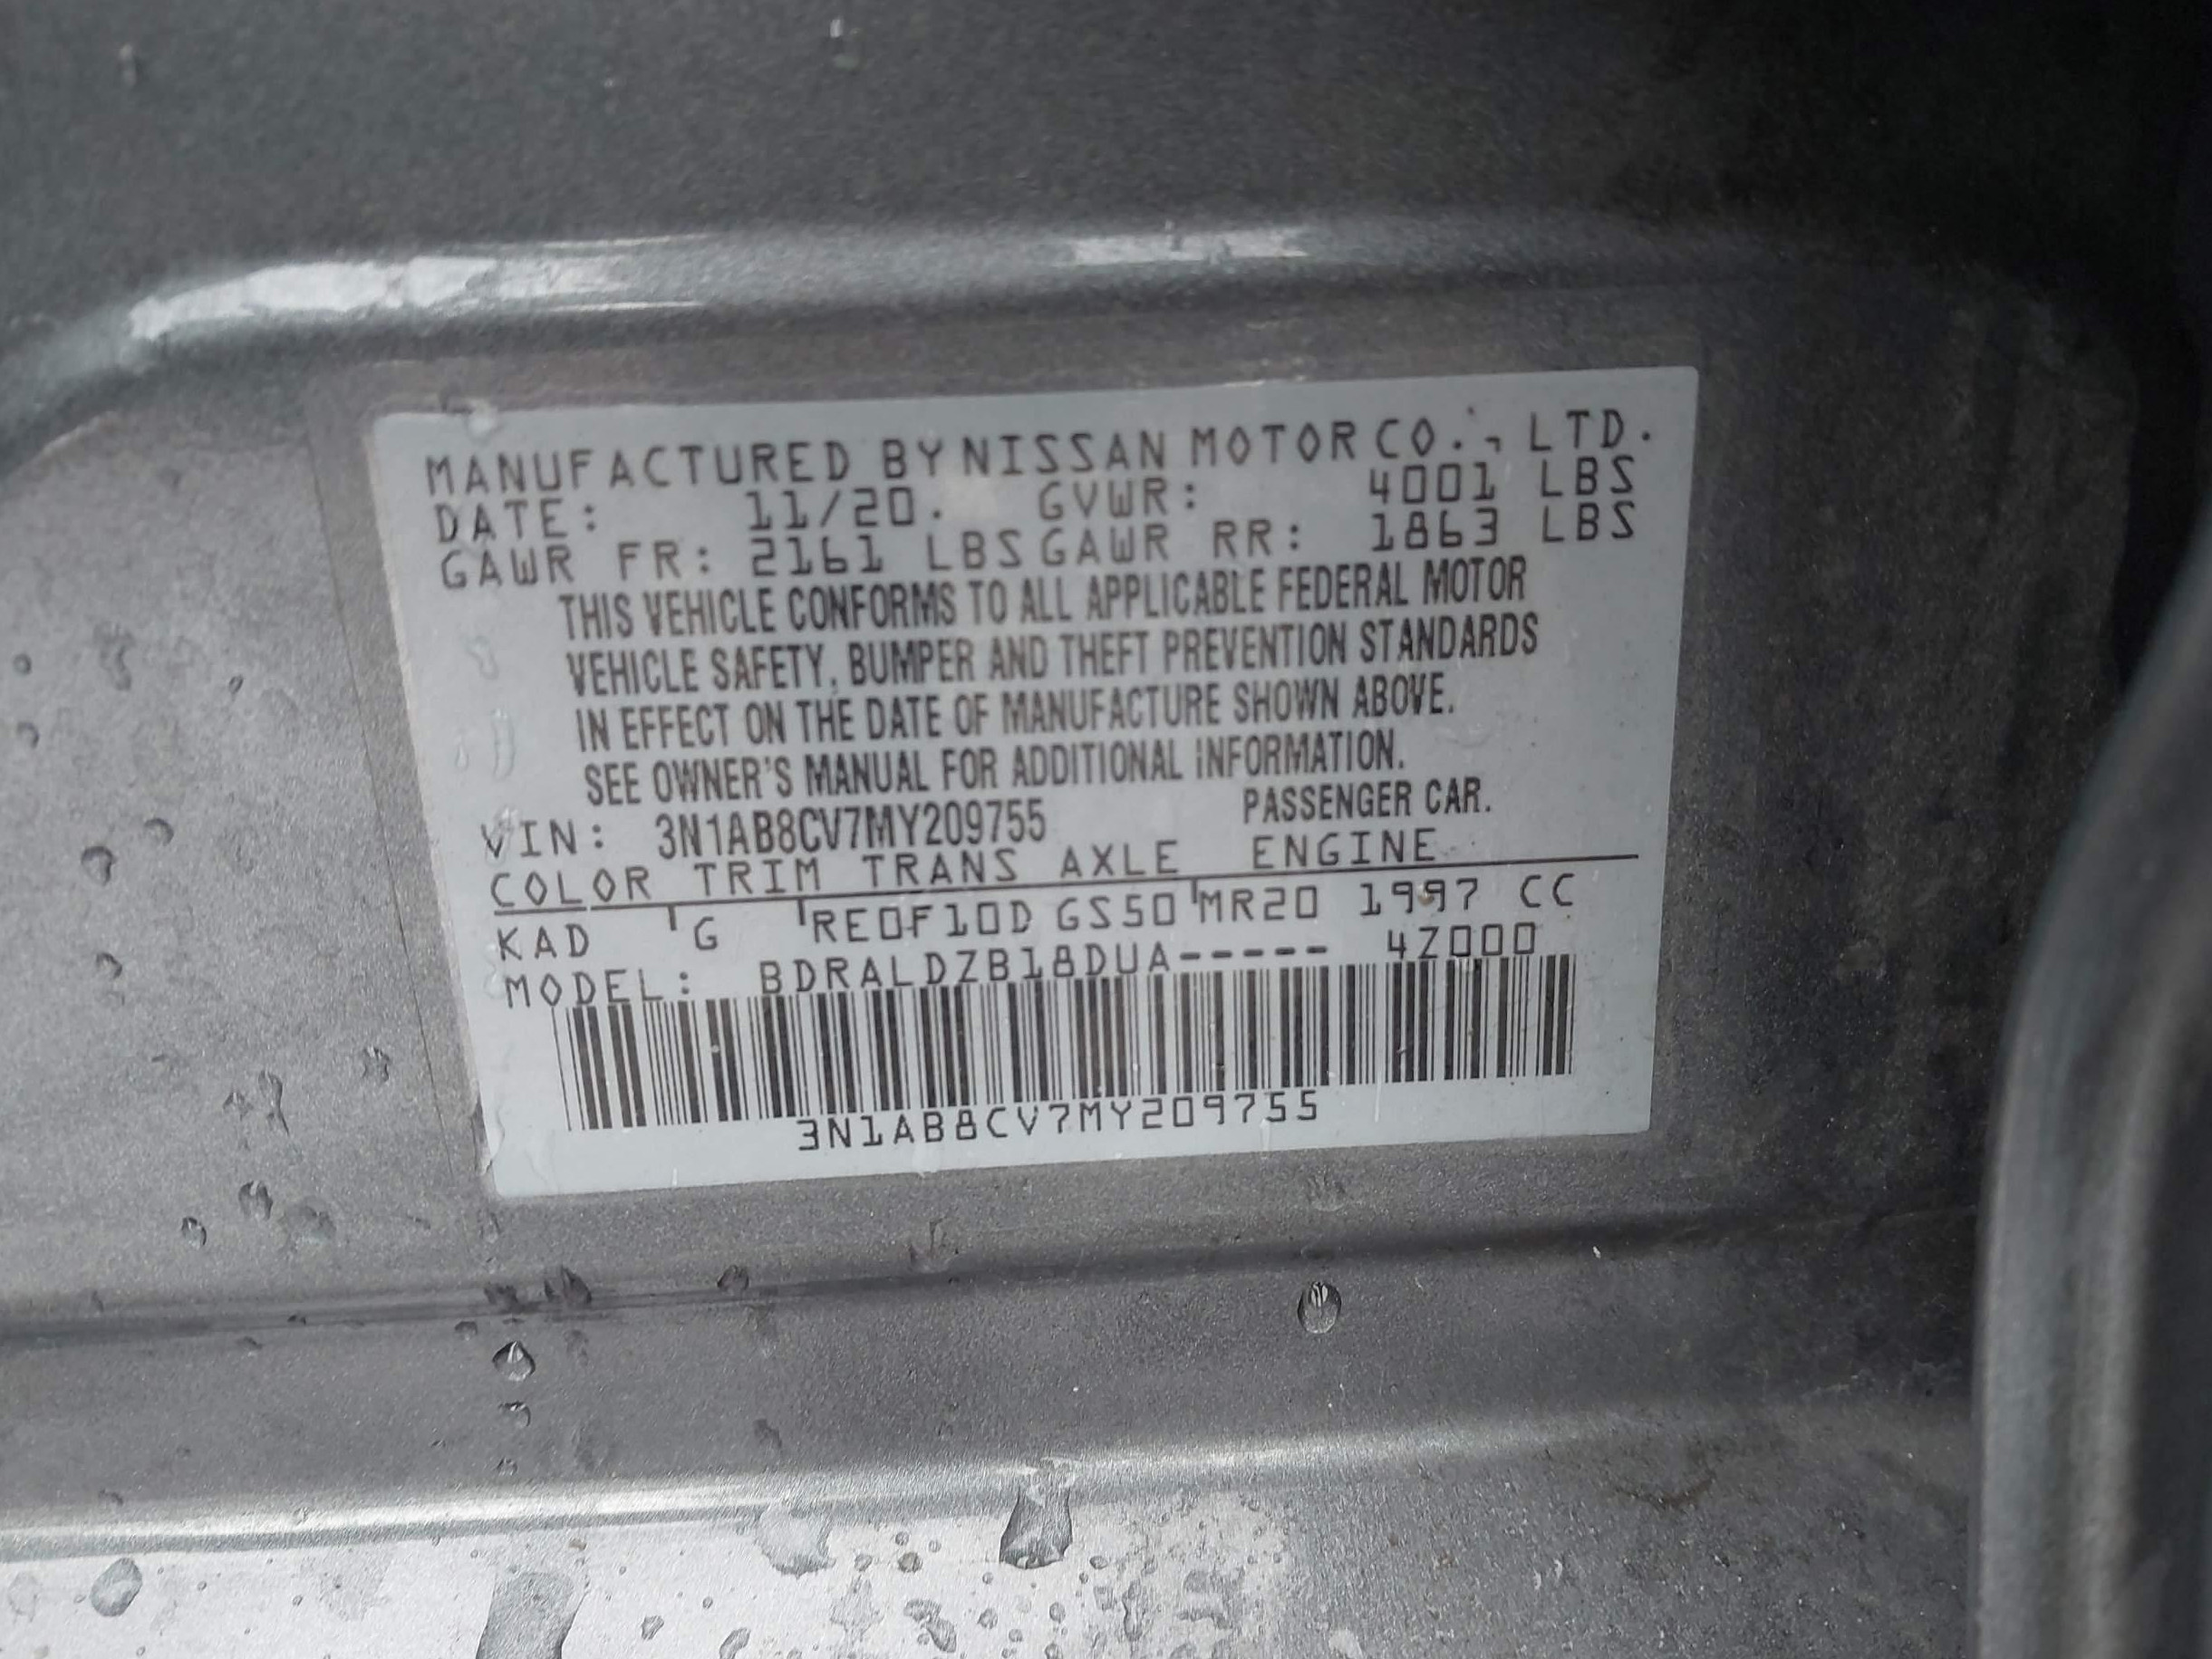 MANUFACTURED BY NISSAN MOTOR CO., LTD.
DATE: 11/20. GVWR: 4001 LBS
GAWR FR: 2161 LBS GAWR RR: 1863 LBS
THIS VEHICLE CONFORMS TO ALL APPLICABLE FEDERAL MOTOR
VEHICLE SAFETY, BUMPER AND THEFT PREVENTION STANDARDS
IN EFFECT ON THE DATE OF MANUFACTURE SHOWN ABOVE.
SEE OWNER'S MANUAL FOR ADDITIONAL INFORMATION.
VIN: 3N1AB8CV7MY209755 PASSENGER CAR.
COLOR TRIM TRANS AXLE ENGINE
KAD G RE0F10D GS50 MR20 1997 CC
MODEL: BDRALDZB18DUA----- 4Z000
3N1AB8CV7MY209755